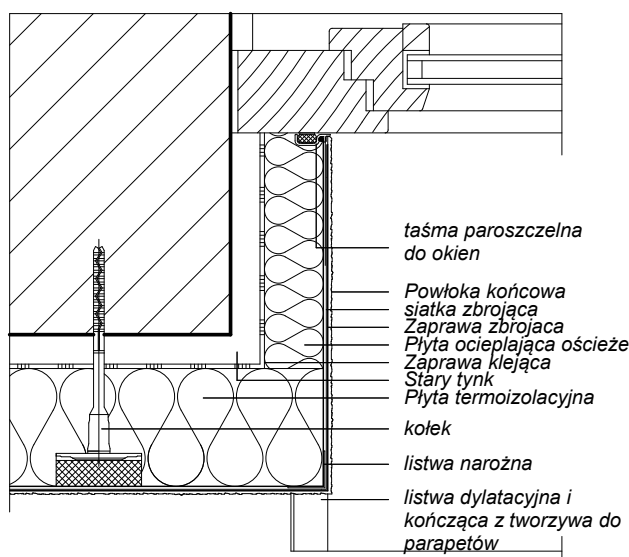 taśma paroszczelna
do okien
Powłoka końcowa
siatka zbrojąca
Zaprawa zbrojaca
Płyta ocieplająca ościeże
Zaprawa klejąca
Stary tynk
Płyta termoizolacyjna
kołek
listwa narożna
listwa dylatacyjna i
kończąca z tworzywa do
parapetów